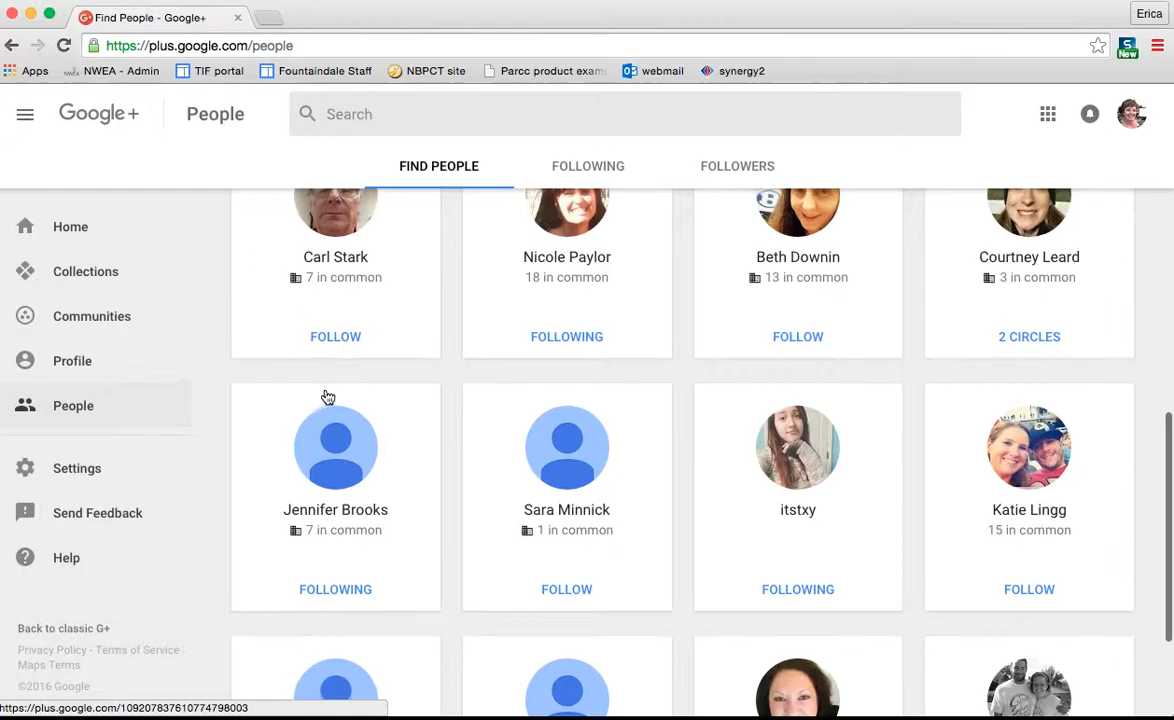 Find People - Google+
Erica
https://plus.google.com/people
New
Apps NWEA - Admin TIF portal Fountaindale Staff NBPCT site Parcc product exam webmail synergy2
Google+ People Search
FIND PEOPLE FOLLOWING FOLLOWERS
Home
Collections
Communities
Profile
People
Settings
Send Feedback
Help
Back to classic G+
Privacy Policy - Terms of Service -
Maps Terms
©2016 Google
Carl Stark
7 in common
FOLLOW
Nicole Paylor
18 in common
FOLLOWING
Beth Downin
13 in common
FOLLOW
Courtney Leard
3 in common
2 CIRCLES
Jennifer Brooks
7 in common
FOLLOWING
Sara Minnick
1 in common
FOLLOW
itstxy
FOLLOWING
Katie Lingg
15 in common
FOLLOW
https://plus.google.com/109207837610774798003